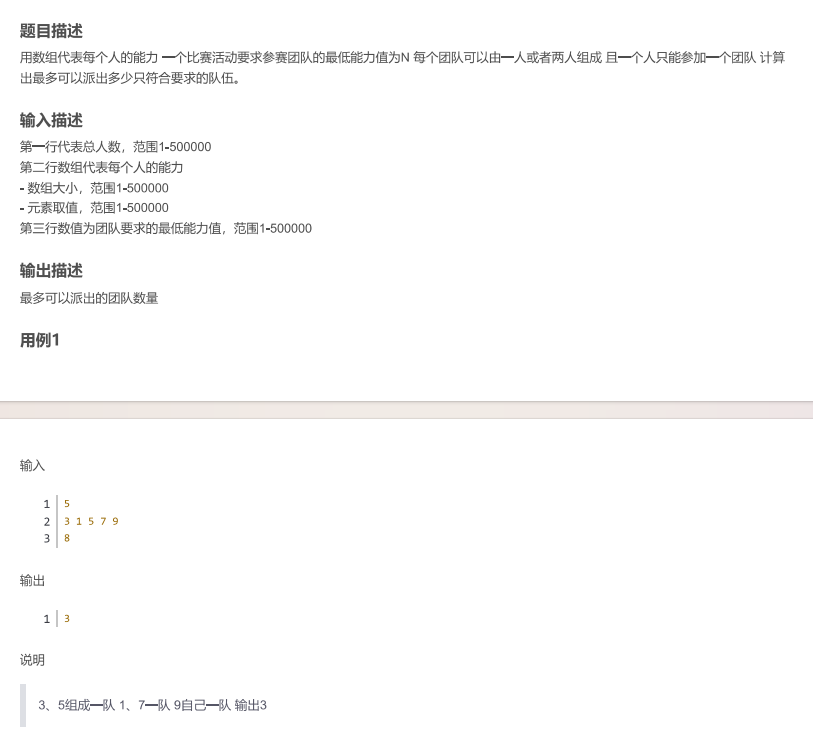 题目描述
用数组代表每个人的能力 一个比赛活动要求参赛团队的最低能力值为N 每个团队可以由一人或者两人组成 且一个人只能参加一个团队 计算
出最多可以派出多少只符合要求的队伍。
输入描述
第一行代表总人数，范围1-500000
第二行数组代表每个人的能力
- 数组大小，范围1-500000
- 元素取值，范围1-500000
第三行数值为团队要求的最低能力值，范围1-500000
输出描述
最多可以派出的团队数量
用例1
输入
1 5
2 3 1 5 7 9
3 8
输出
1 3
说明
3、5组成一队 1、7一队 9自己一队 输出3